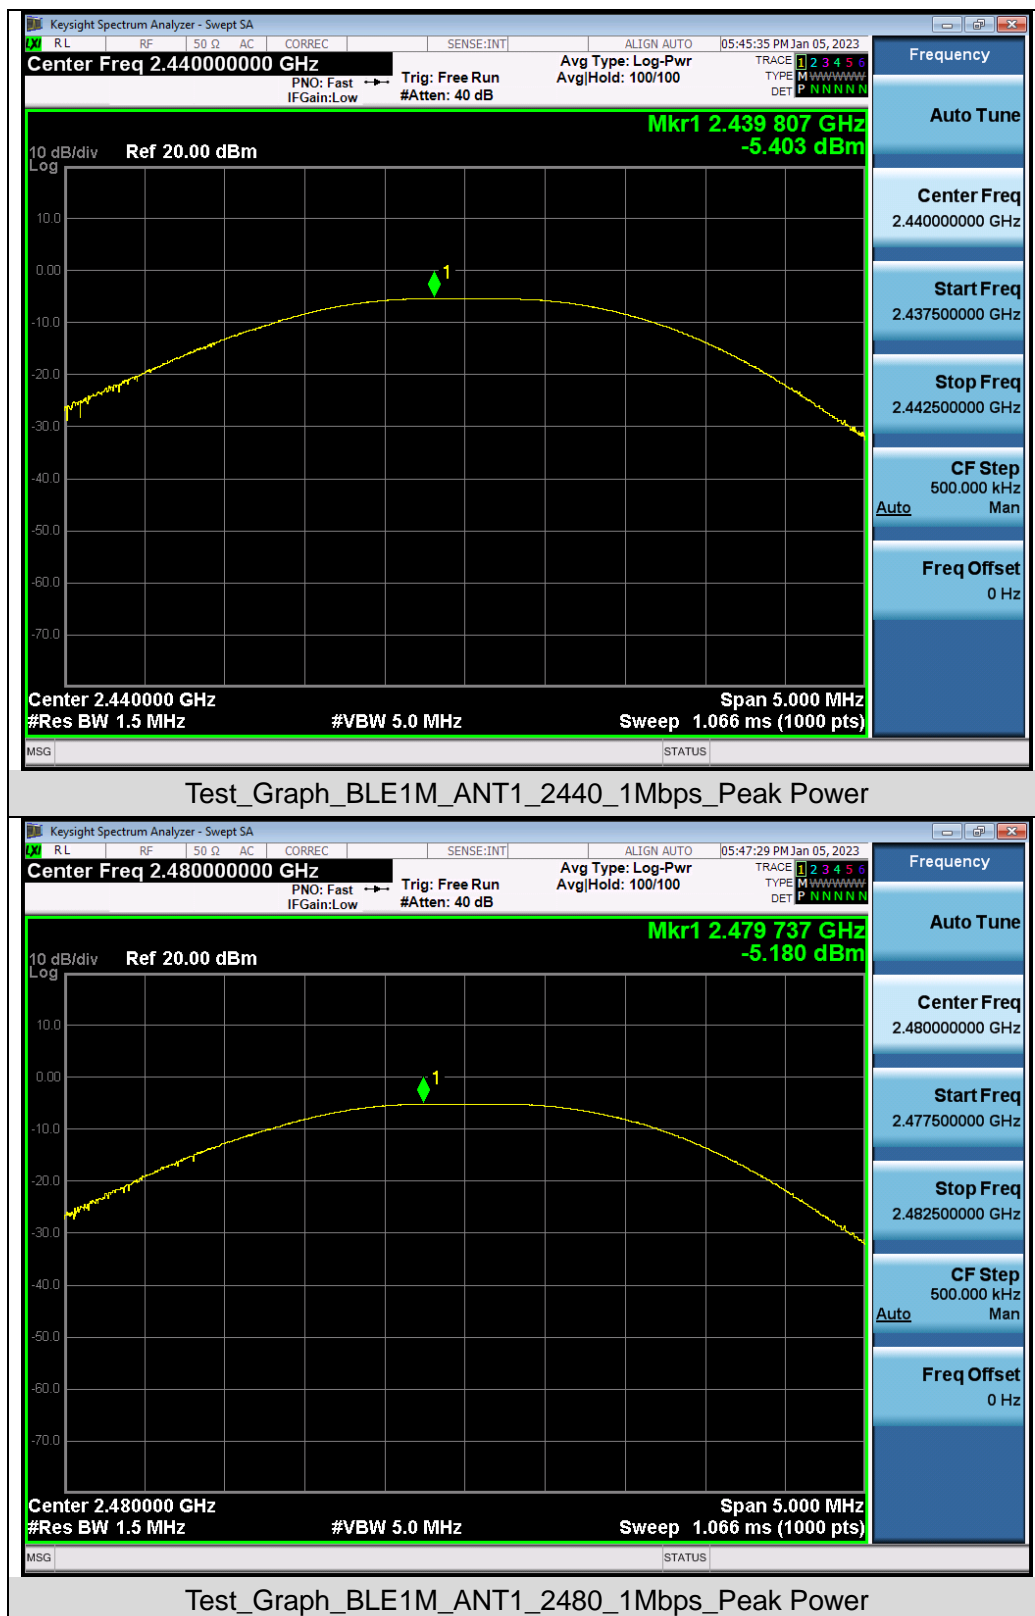 Keysight Spectrum Analyzer - Swept SA
LXI RL RF 50 Ω AC CORREC SENSE:INT ALIGN AUTO 05:45:35 PM Jan 05, 2023
Center Freq 2.440000000 GHz
PNO: Fast
IFGain:Low
Trig: Free Run
#Atten: 40 dB
Avg Type: Log-Pwr
Avg|Hold: 100/100
TRACE 1 2 3 4 5 6
TYPE M WWWWW
DET P N N N N N
Mkr1 2.439 807 GHz
-5.403 dBm
10 dB/div Ref 20.00 dBm
Log
10.0
0.00
1
-10.0
-20.0
-30.0
-40.0
-50.0
-60.0
-70.0
Center 2.440000 GHz Span 5.000 MHz
#Res BW 1.5 MHz #VBW 5.0 MHz Sweep 1.066 ms (1000 pts)
MSG STATUS
Frequency
Auto Tune
Center Freq
2.440000000 GHz
Start Freq
2.437500000 GHz
Stop Freq
2.442500000 GHz
CF Step
500.000 kHz
Auto Man
Freq Offset
0 Hz
Test_Graph_BLE1M_ANT1_2440_1Mbps_Peak Power
Keysight Spectrum Analyzer - Swept SA
LXI RL RF 50 Ω AC CORREC SENSE:INT ALIGN AUTO 05:47:29 PM Jan 05, 2023
Center Freq 2.480000000 GHz
PNO: Fast
IFGain:Low
Trig: Free Run
#Atten: 40 dB
Avg Type: Log-Pwr
Avg|Hold: 100/100
TRACE 1 2 3 4 5 6
TYPE M WWWWW
DET P N N N N N
Mkr1 2.479 737 GHz
-5.180 dBm
10 dB/div Ref 20.00 dBm
Log
10.0
0.00
1
-10.0
-20.0
-30.0
-40.0
-50.0
-60.0
-70.0
Center 2.480000 GHz Span 5.000 MHz
#Res BW 1.5 MHz #VBW 5.0 MHz Sweep 1.066 ms (1000 pts)
MSG STATUS
Frequency
Auto Tune
Center Freq
2.480000000 GHz
Start Freq
2.477500000 GHz
Stop Freq
2.482500000 GHz
CF Step
500.000 kHz
Auto Man
Freq Offset
0 Hz
Test_Graph_BLE1M_ANT1_2480_1Mbps_Peak Power